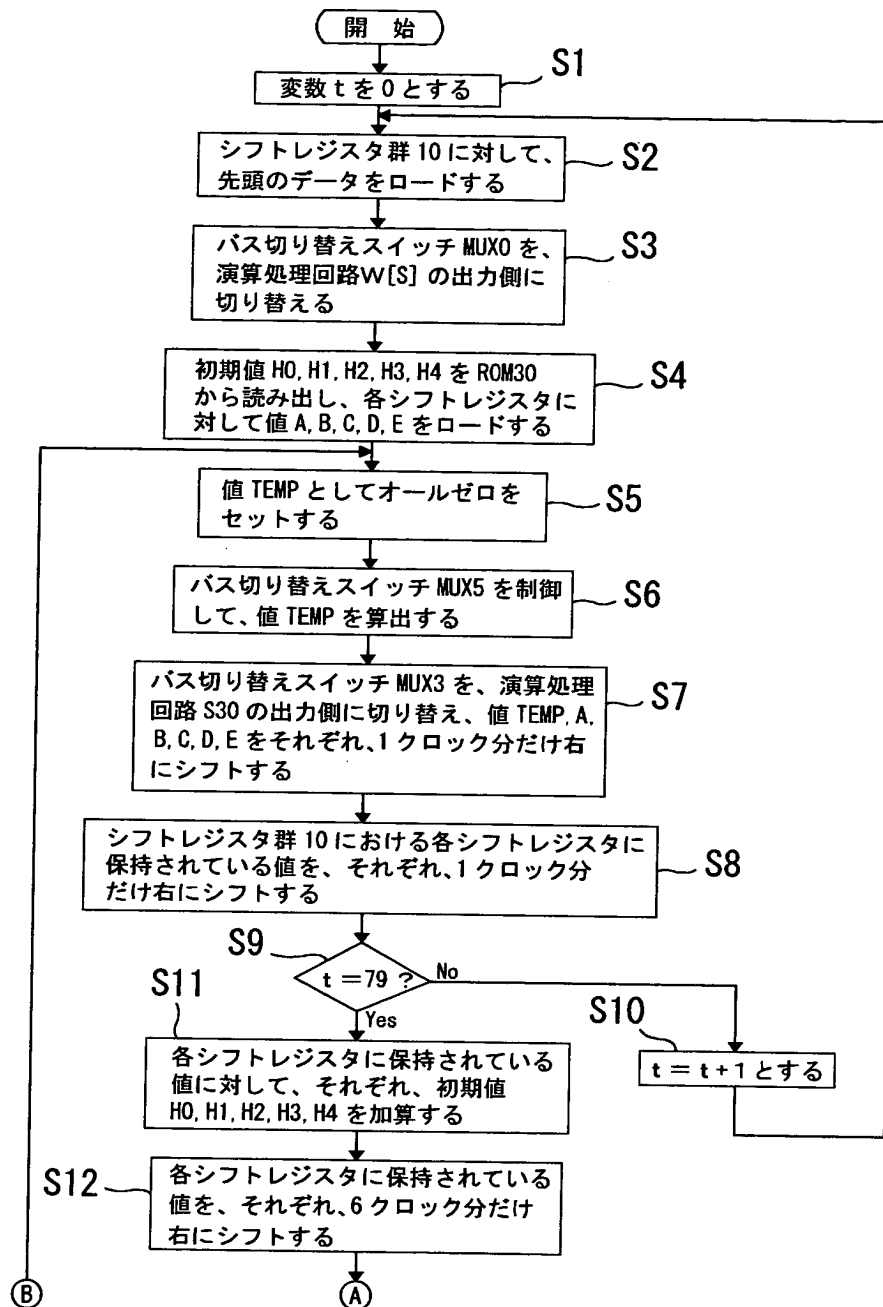 開 始
S1
変数 t を 0 とする
S2
シフトレジスタ群 10 に対して、
先頭のデータをロードする
S3
バス切り替えスイッチ MUX0 を、
演算処理回路W[S] の出力側に
切り替える
S4
初期値 H0, H1, H2, H3, H4 を ROM30
から読み出し、各シフトレジスタに
対して値 A, B, C, D, E をロードする
S5
値 TEMP としてオールゼロを
セットする
S6
バス切り替えスイッチ MUX5 を制御
して、値 TEMP を算出する
S7
バス切り替えスイッチ MUX3 を、演算処理
回路 S30 の出力側に切り替え、値 TEMP, A,
B, C, D, E をそれぞれ、1 クロック分だけ右
にシフトする
S8
シフトレジスタ群 10 における各シフトレジスタに
保持されている値を、それぞれ、1 クロック分
だけ右にシフトする
S9
t =79 ?
No
Yes
S10
t = t + 1 とする
S11
各シフトレジスタに保持されている
値に対して、それぞれ、初期値
H0, H1, H2, H3, H4 を加算する
S12
各シフトレジスタに保持されている
値を、それぞれ、6 クロック分だけ
右にシフトする
B
A